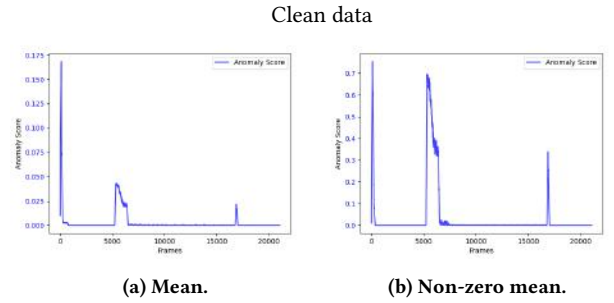 Clean data
0.175
0.150
0.125
0.100
0.075
0.050
0.025
0.000
Anomaly Score
Anomaly Score
0 5000 10000 15000 20000
Frames
0.7
0.6
0.5
0.4
0.3
0.2
0.1
0.0
Anomaly Score
Anomaly Score
0 5000 10000 15000 20000
Frames
(a) Mean.
(b) Non-zero mean.